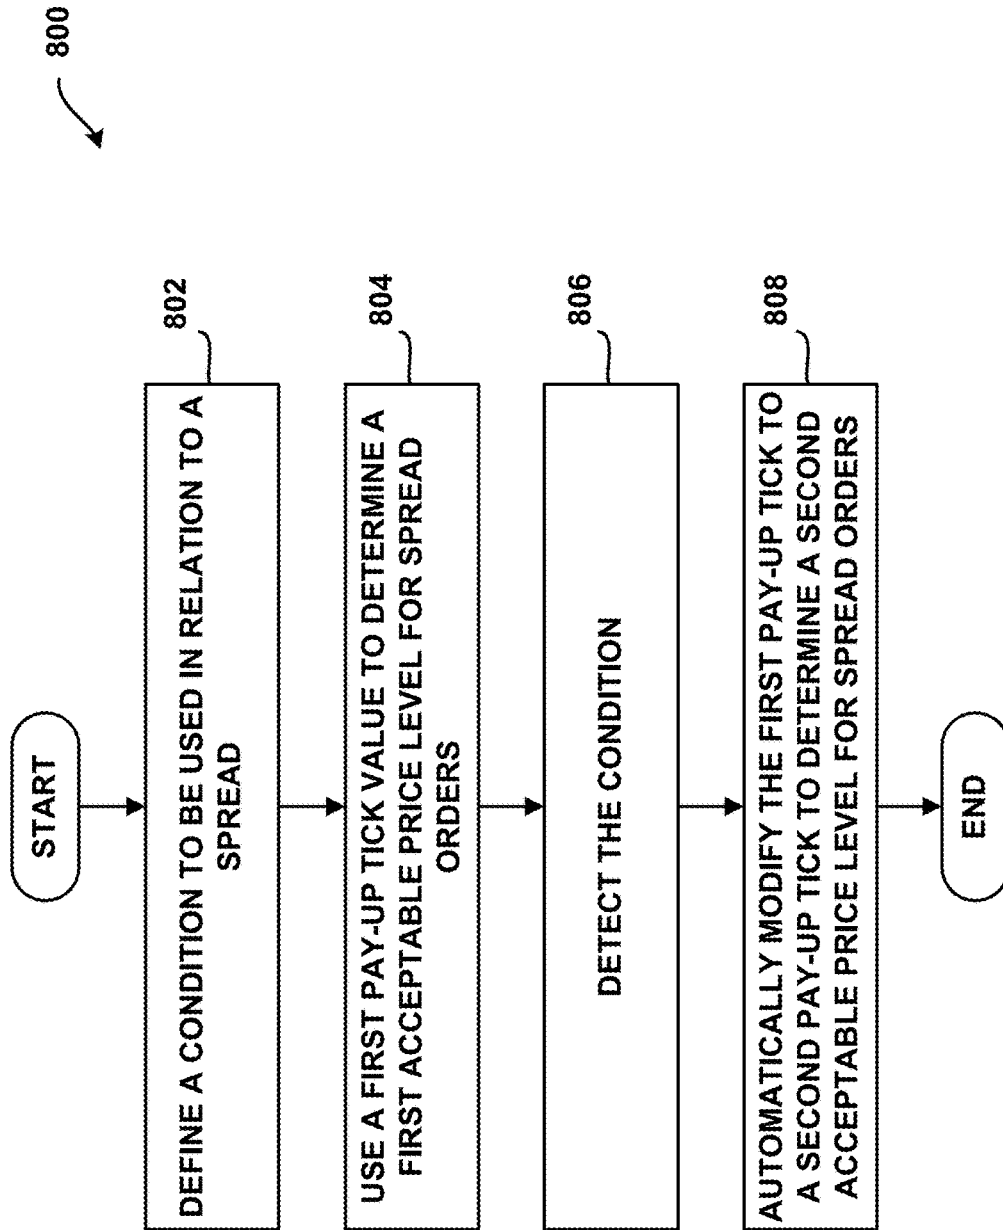 800
START
802
DEFINE A CONDITION TO BE USED IN RELATION TO A
SPREAD
804
USE A FIRST PAY-UP TICK VALUE TO DETERMINE A
FIRST ACCEPTABLE PRICE LEVEL FOR SPREAD
ORDERS
806
DETECT THE CONDITION
808
AUTOMATICALLY MODIFY THE FIRST PAY-UP TICK TO
A SECOND PAY-UP TICK TO DETERMINE A SECOND
ACCEPTABLE PRICE LEVEL FOR SPREAD ORDERS
END